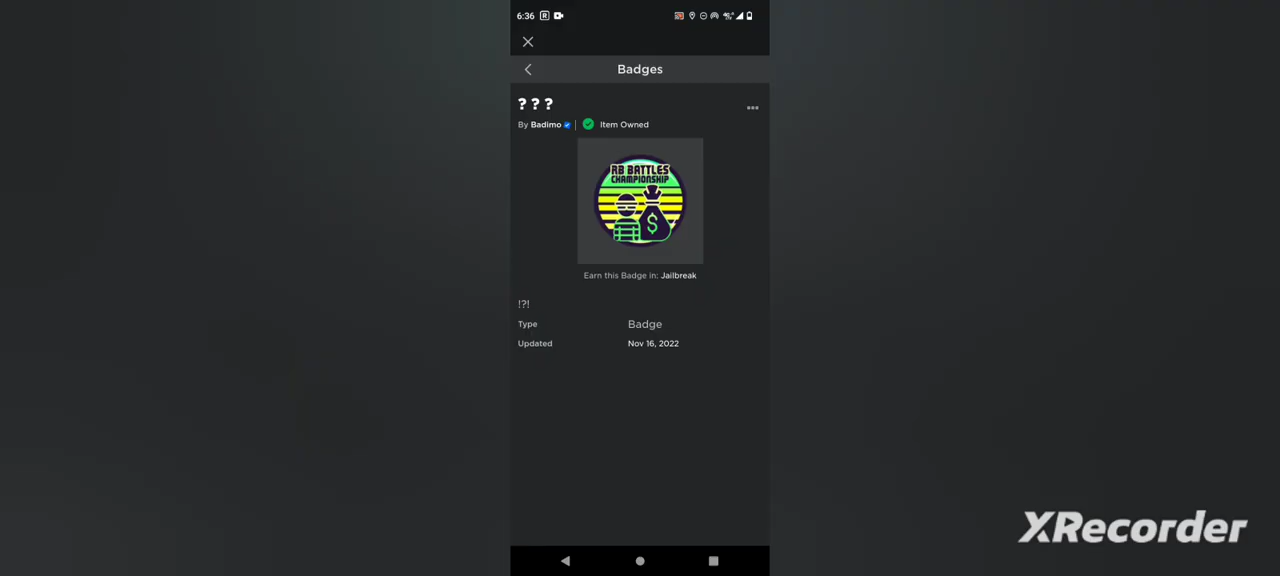 6:36
Badges
? ? ?
By Badimo | Item Owned
RB BATTLES
CHAMPIONSHIP
$
Earn this Badge in: Jailbreak
!?!
Type Badge
Updated Nov 16, 2022
XRecorder